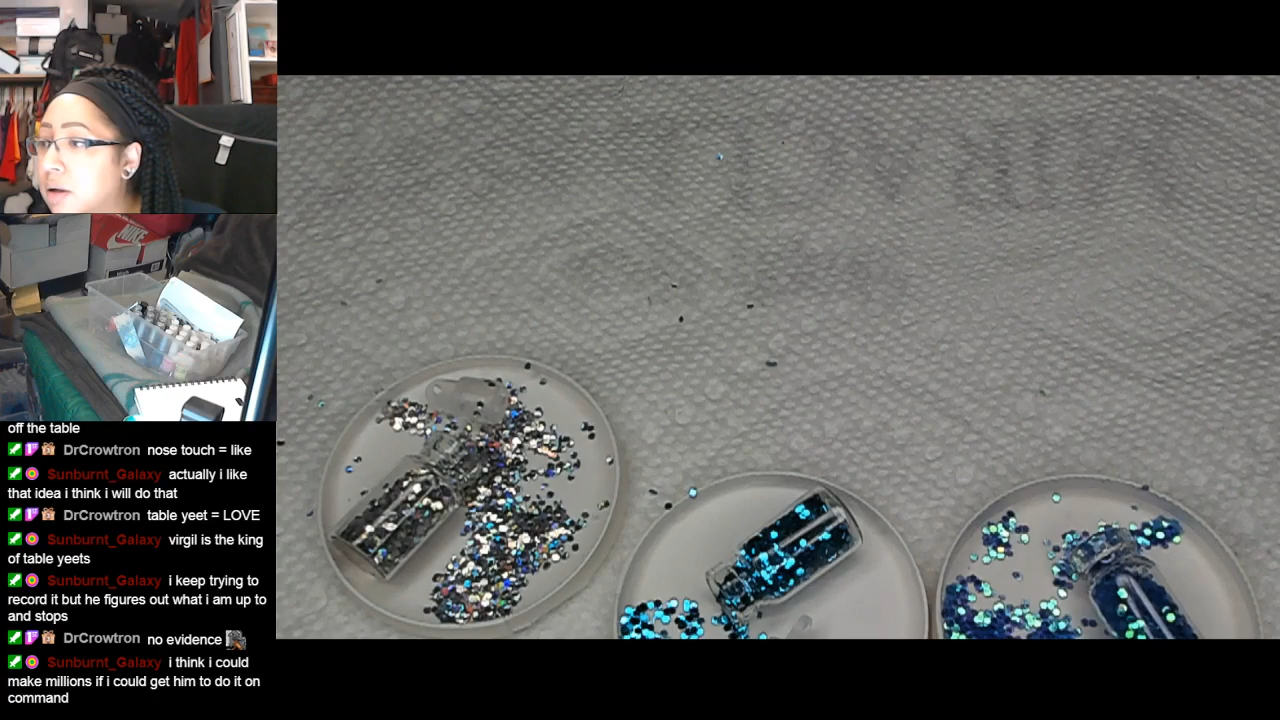 NIKE
off the table
DrCrowtron nose touch = like
Sunburnt_Galaxy actually i like
that idea i think i will do that
DrCrowtron table yeet = LOVE
Sunburnt_Galaxy virgil is the king
of table yeets
Sunburnt_Galaxy i keep trying to
record it but he figures out what i am up to
and stops
DrCrowtron no evidence
Sunburnt_Galaxy i think i could
make millions if i could get him to do it on
command